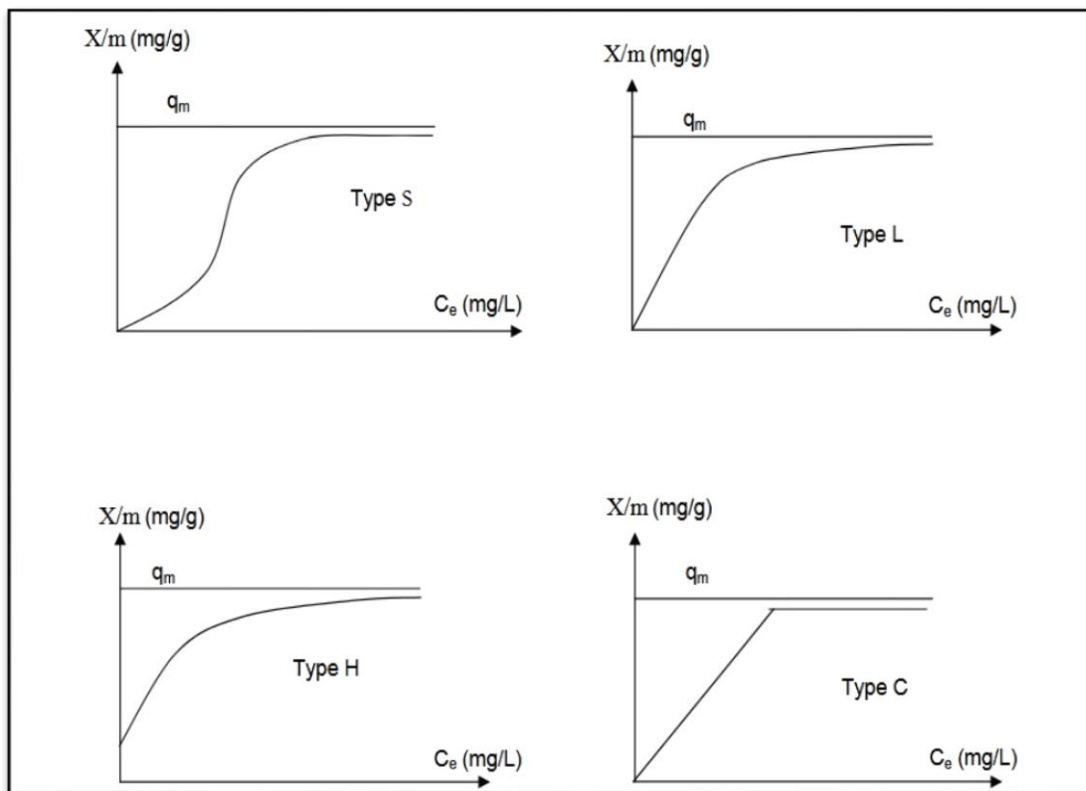 X/m (mg/g)
qm
Type S
Ce (mg/L)
X/m (mg/g)
qm
Type L
Ce (mg/L)
X/m (mg/g)
qm
Type H
Ce (mg/L)
X/m (mg/g)
qm
Type C
Ce (mg/L)